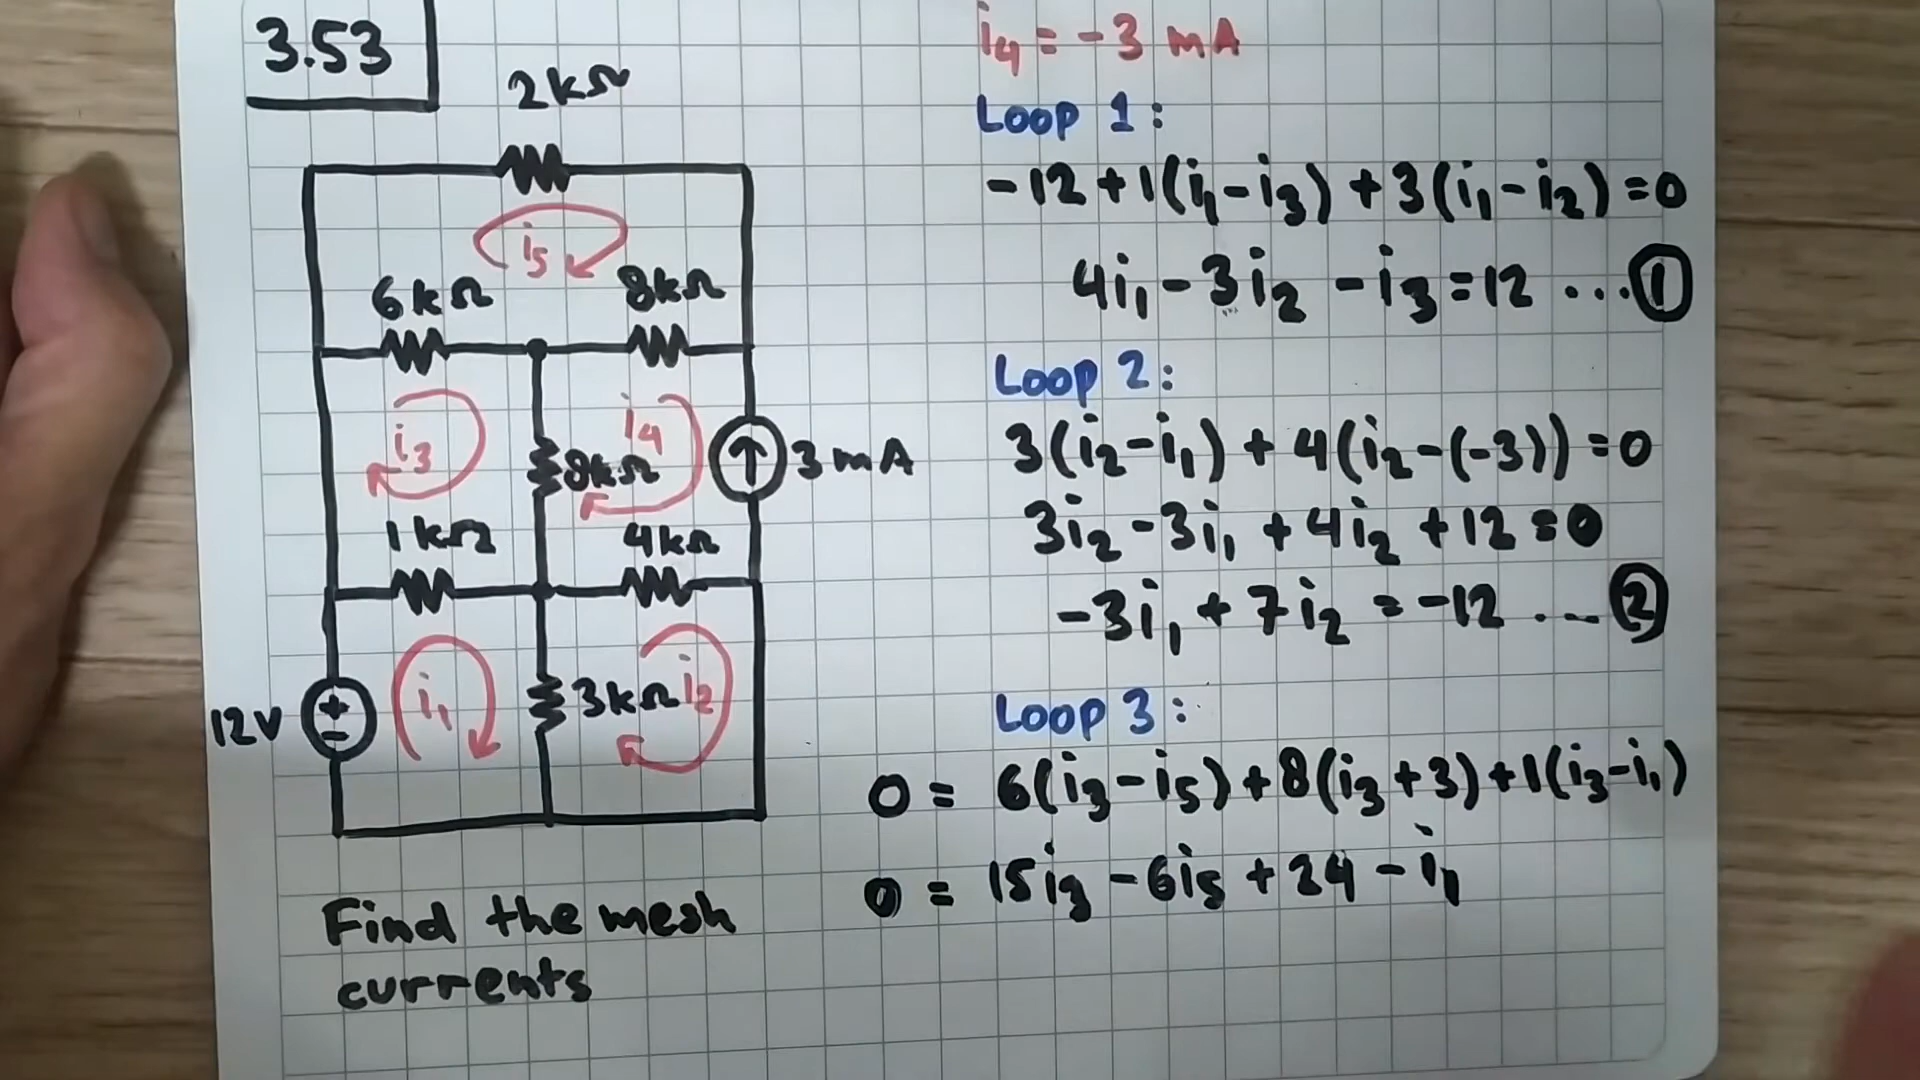 3.53
2kΩ
i5
6kΩ
8kΩ
i3
i4
8kΩ
3mA
1kΩ
4kΩ
12V
+
-
i1
3kΩ
i2
Find the mesh
currents
i4 = -3 mA
Loop 1:
-12 + 1(i1 - i3) + 3(i1 - i2) = 0
4i1 - 3i2 - i3 = 12 ... ①
Loop 2:
3(i2 - i1) + 4(i2 - (-3)) = 0
3i2 - 3i1 + 4i2 + 12 = 0
-3i1 + 7i2 = -12 ... ②
Loop 3:
0 = 6(i3 - i5) + 8(i3 + 3) + 1(i3 - i1)
0 = 15i3 - 6i5 + 24 - i1